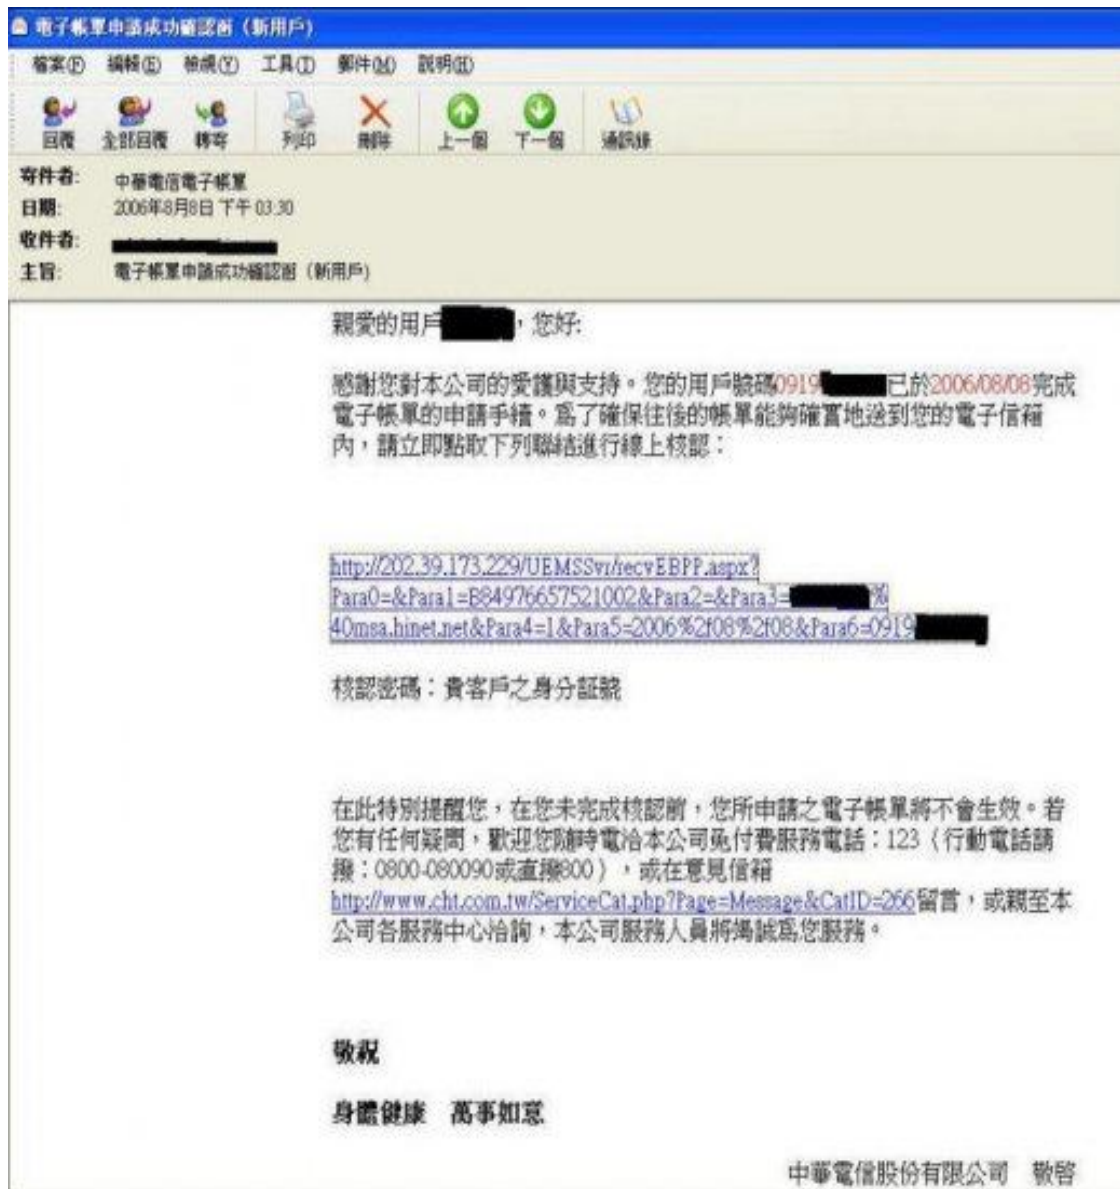 電子帳單申請成功確認函（新用戶）
檔案(F) 編輯(E) 檢視(V) 工具(T) 郵件(M) 說明(H)
回覆 全部回覆 轉寄 列印 刪除 上一個 下一個 通訊錄
寄件者: 中華電信電子帳單
日期: 2006年8月8日 下午 03:30
收件者:
主旨: 電子帳單申請成功確認函（新用戶）
親愛的用戶，您好:
感謝您對本公司的愛護與支持。您的用戶號碼0919已於2006/08/08完成
電子帳單的申請手續。為了確保往後的帳單能夠確實地送到您的電子信箱
內，請立即點取下列聯結進行線上核認：
http://202.39.173.229/UEMSSvr/recvEBPP.aspx?
Para0=&Para1=B84976657521002&Para2=&Para3=%
40msa.hinet.net&Para4=1&Para5=2006%2f08%2f08&Para6=0919
核認密碼：貴客戶之身分証號
在此特別提醒您，在您未完成核認前，您所申請之電子帳單將不會生效。若
您有任何疑問，歡迎您隨時電洽本公司免付費服務電話：123（行動電話請
撥：0800-080090或直撥800），或在意見信箱
http://www.cht.com.tw/ServiceCat.php?Page=Message&CatID=266留言，或親至本
公司各服務中心洽詢，本公司服務人員將竭誠為您服務。
敬祝
身體健康 萬事如意
中華電信股份有限公司 敬啓